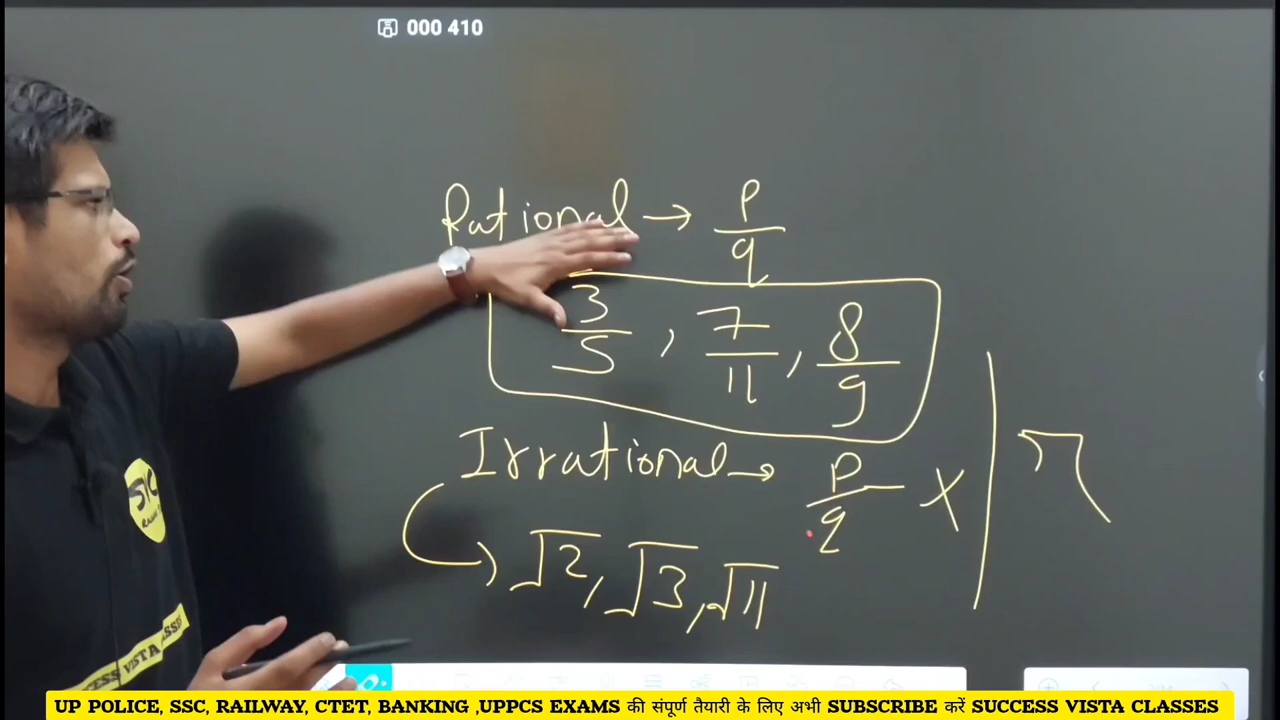 000 410
Rational → p/q
3/5, 7/11, 8/9
Irrational → p/q × | π
√2, √3, √11
UP POLICE, SSC, RAILWAY, CTET, BANKING ,UPPCS EXAMS की संपूर्ण तैयारी के लिए अभी SUBSCRIBE करें SUCCESS VISTA CLASSES